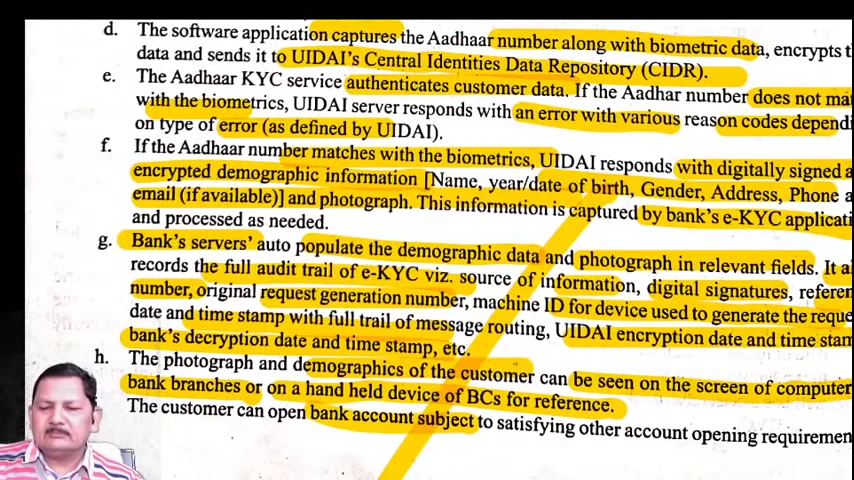 d. The software application captures the Aadhaar number along with biometric data, encrypts t
data and sends it to UIDAI's Central Identities Data Repository (CIDR).
e. The Aadhaar KYC service authenticates customer data. If the Aadhar number does not ma
with the biometrics, UIDAI server responds with an error with various reason codes dependi
on type of error (as defined by UIDAI).
f. If the Aadhaar number matches with the biometrics, UIDAI responds with digitally signed a
encrypted demographic information [Name, year/date of birth, Gender, Address, Phone a
email (if available)] and photograph. This information is captured by bank's e-KYC applicati
and processed as needed.
g. Bank's servers' auto populate the demographic data and photograph in relevant fields. It al
records the full audit trail of e-KYC viz. source of information, digital signatures, referen
number, original request generation number, machine ID for device used to generate the reque
date and time stamp with full trail of message routing, UIDAI encryption date and time stam
bank's decryption date and time stamp, etc.
h. The photograph and demographics of the customer can be seen on the screen of computer
bank branches or on a hand held device of BCs for reference.
The customer can open bank account subject to satisfying other account opening requiremen